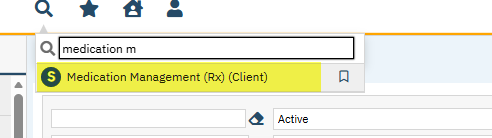 medication m
S Medication Management (Rx) (Client)
Active